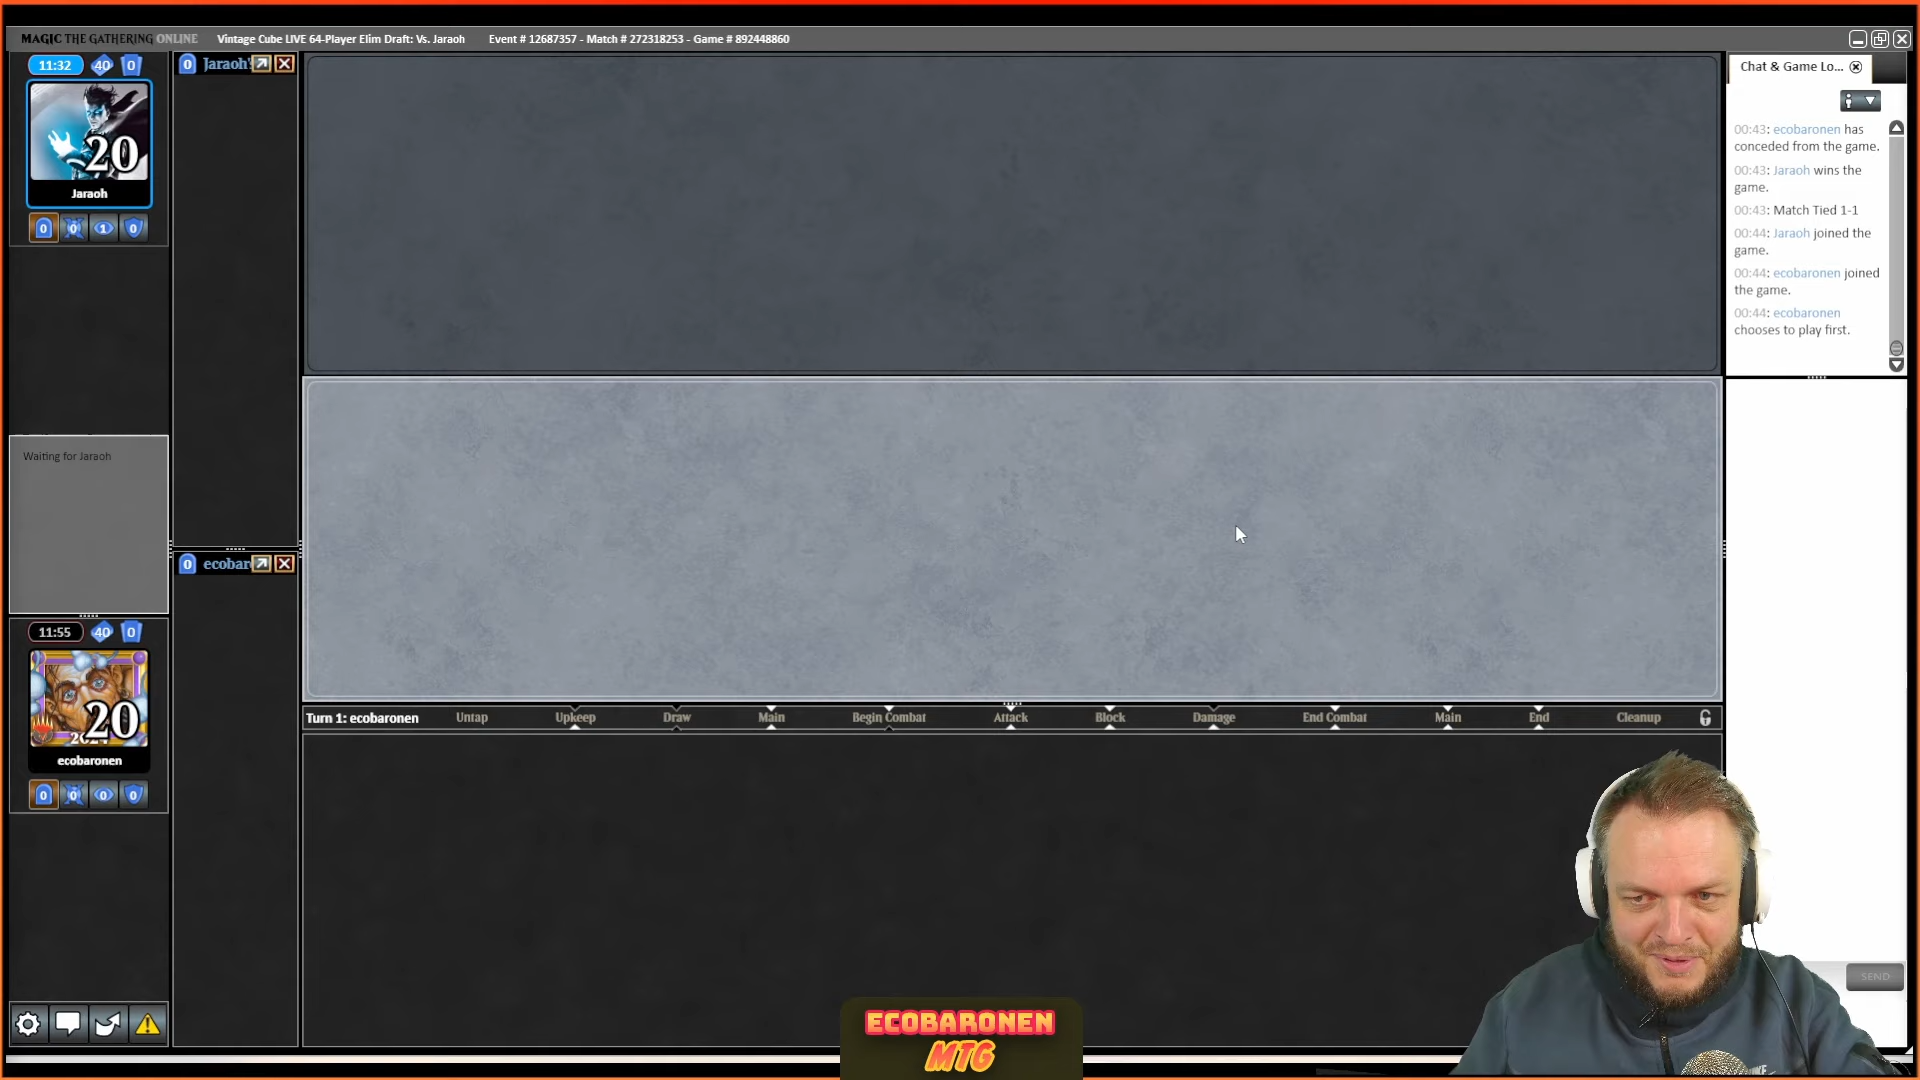 MAGIC THE GATHERING ONLINE Vintage Cube LIVE 64-Player Elim Draft: Vs. Jaraoh Event # 12687357 - Match # 272318253 - Game # 892448860
11:32 40 0
20
Jaraoh
0 0 1 0
0 Jaraoh'
Waiting for Jaraoh
0 ecobar
11:55 40 0
20
ecobaronen
0 0 0 0
Turn 1: ecobaronen Untap Upkeep Draw Main Begin Combat Attack Block Damage End Combat Main End Cleanup
Chat & Game Lo...
00:43: ecobaronen has
conceded from the game.
00:43: Jaraoh wins the
game.
00:43: Match Tied 1-1
00:44: Jaraoh joined the
game.
00:44: ecobaronen joined
the game.
00:44: ecobaronen
chooses to play first.
SEND
ECOBARONEN
MTG